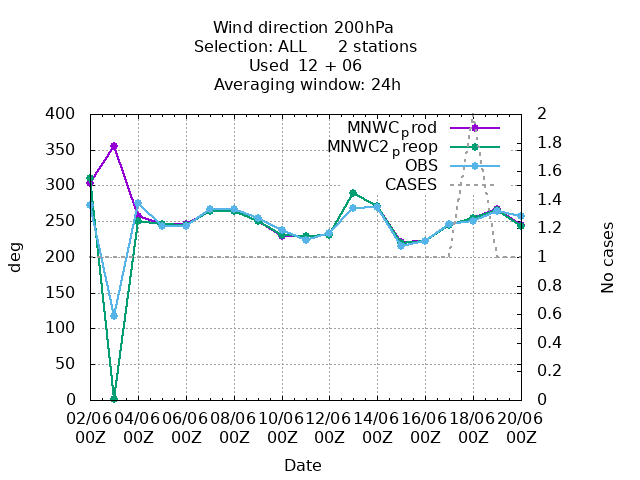 Wind direction 200hPa
Selection: ALL 2 stations
Used 12 + 06
Averaging window: 24h
400
350
300
250
200
150
100
50
0
deg
2
1.8
1.6
1.4
1.2
1
0.8
0.6
0.4
0.2
0
No cases
MNWCprod
MNWC2preop
OBS
CASES
02/06 04/06 06/06 08/06 10/06 12/06 14/06 16/06 18/06 20/06
00Z 00Z 00Z 00Z 00Z 00Z 00Z 00Z 00Z 00Z
Date